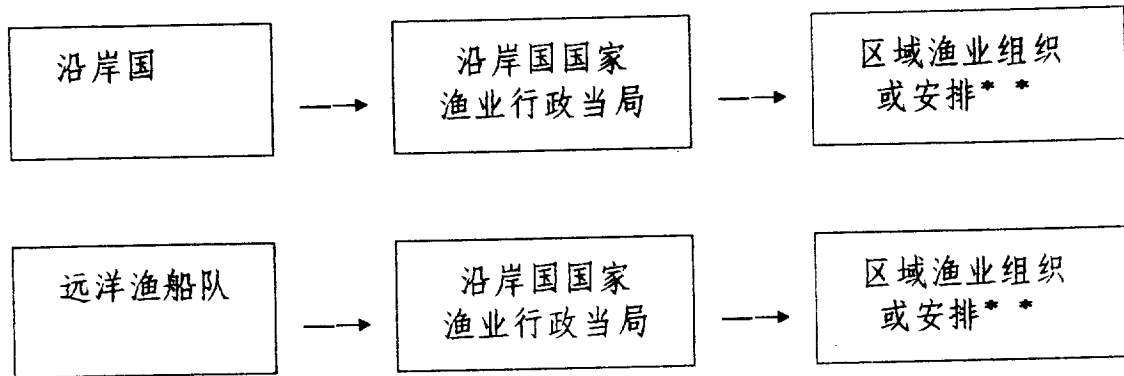 沿岸国
沿岸国国家
渔业行政当局
区域渔业组织
或安排* *
远洋渔船队
沿岸国国家
渔业行政当局
区域渔业组织
或安排* *